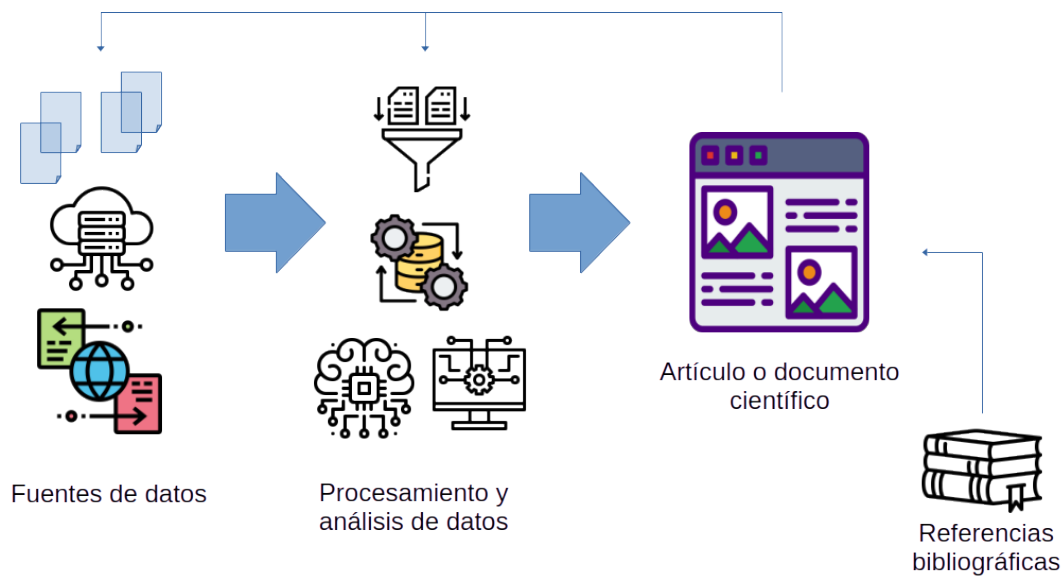 Fuentes de datos
Procesamiento y
análisis de datos
Artículo o documento
científico
Referencias
bibliográficas